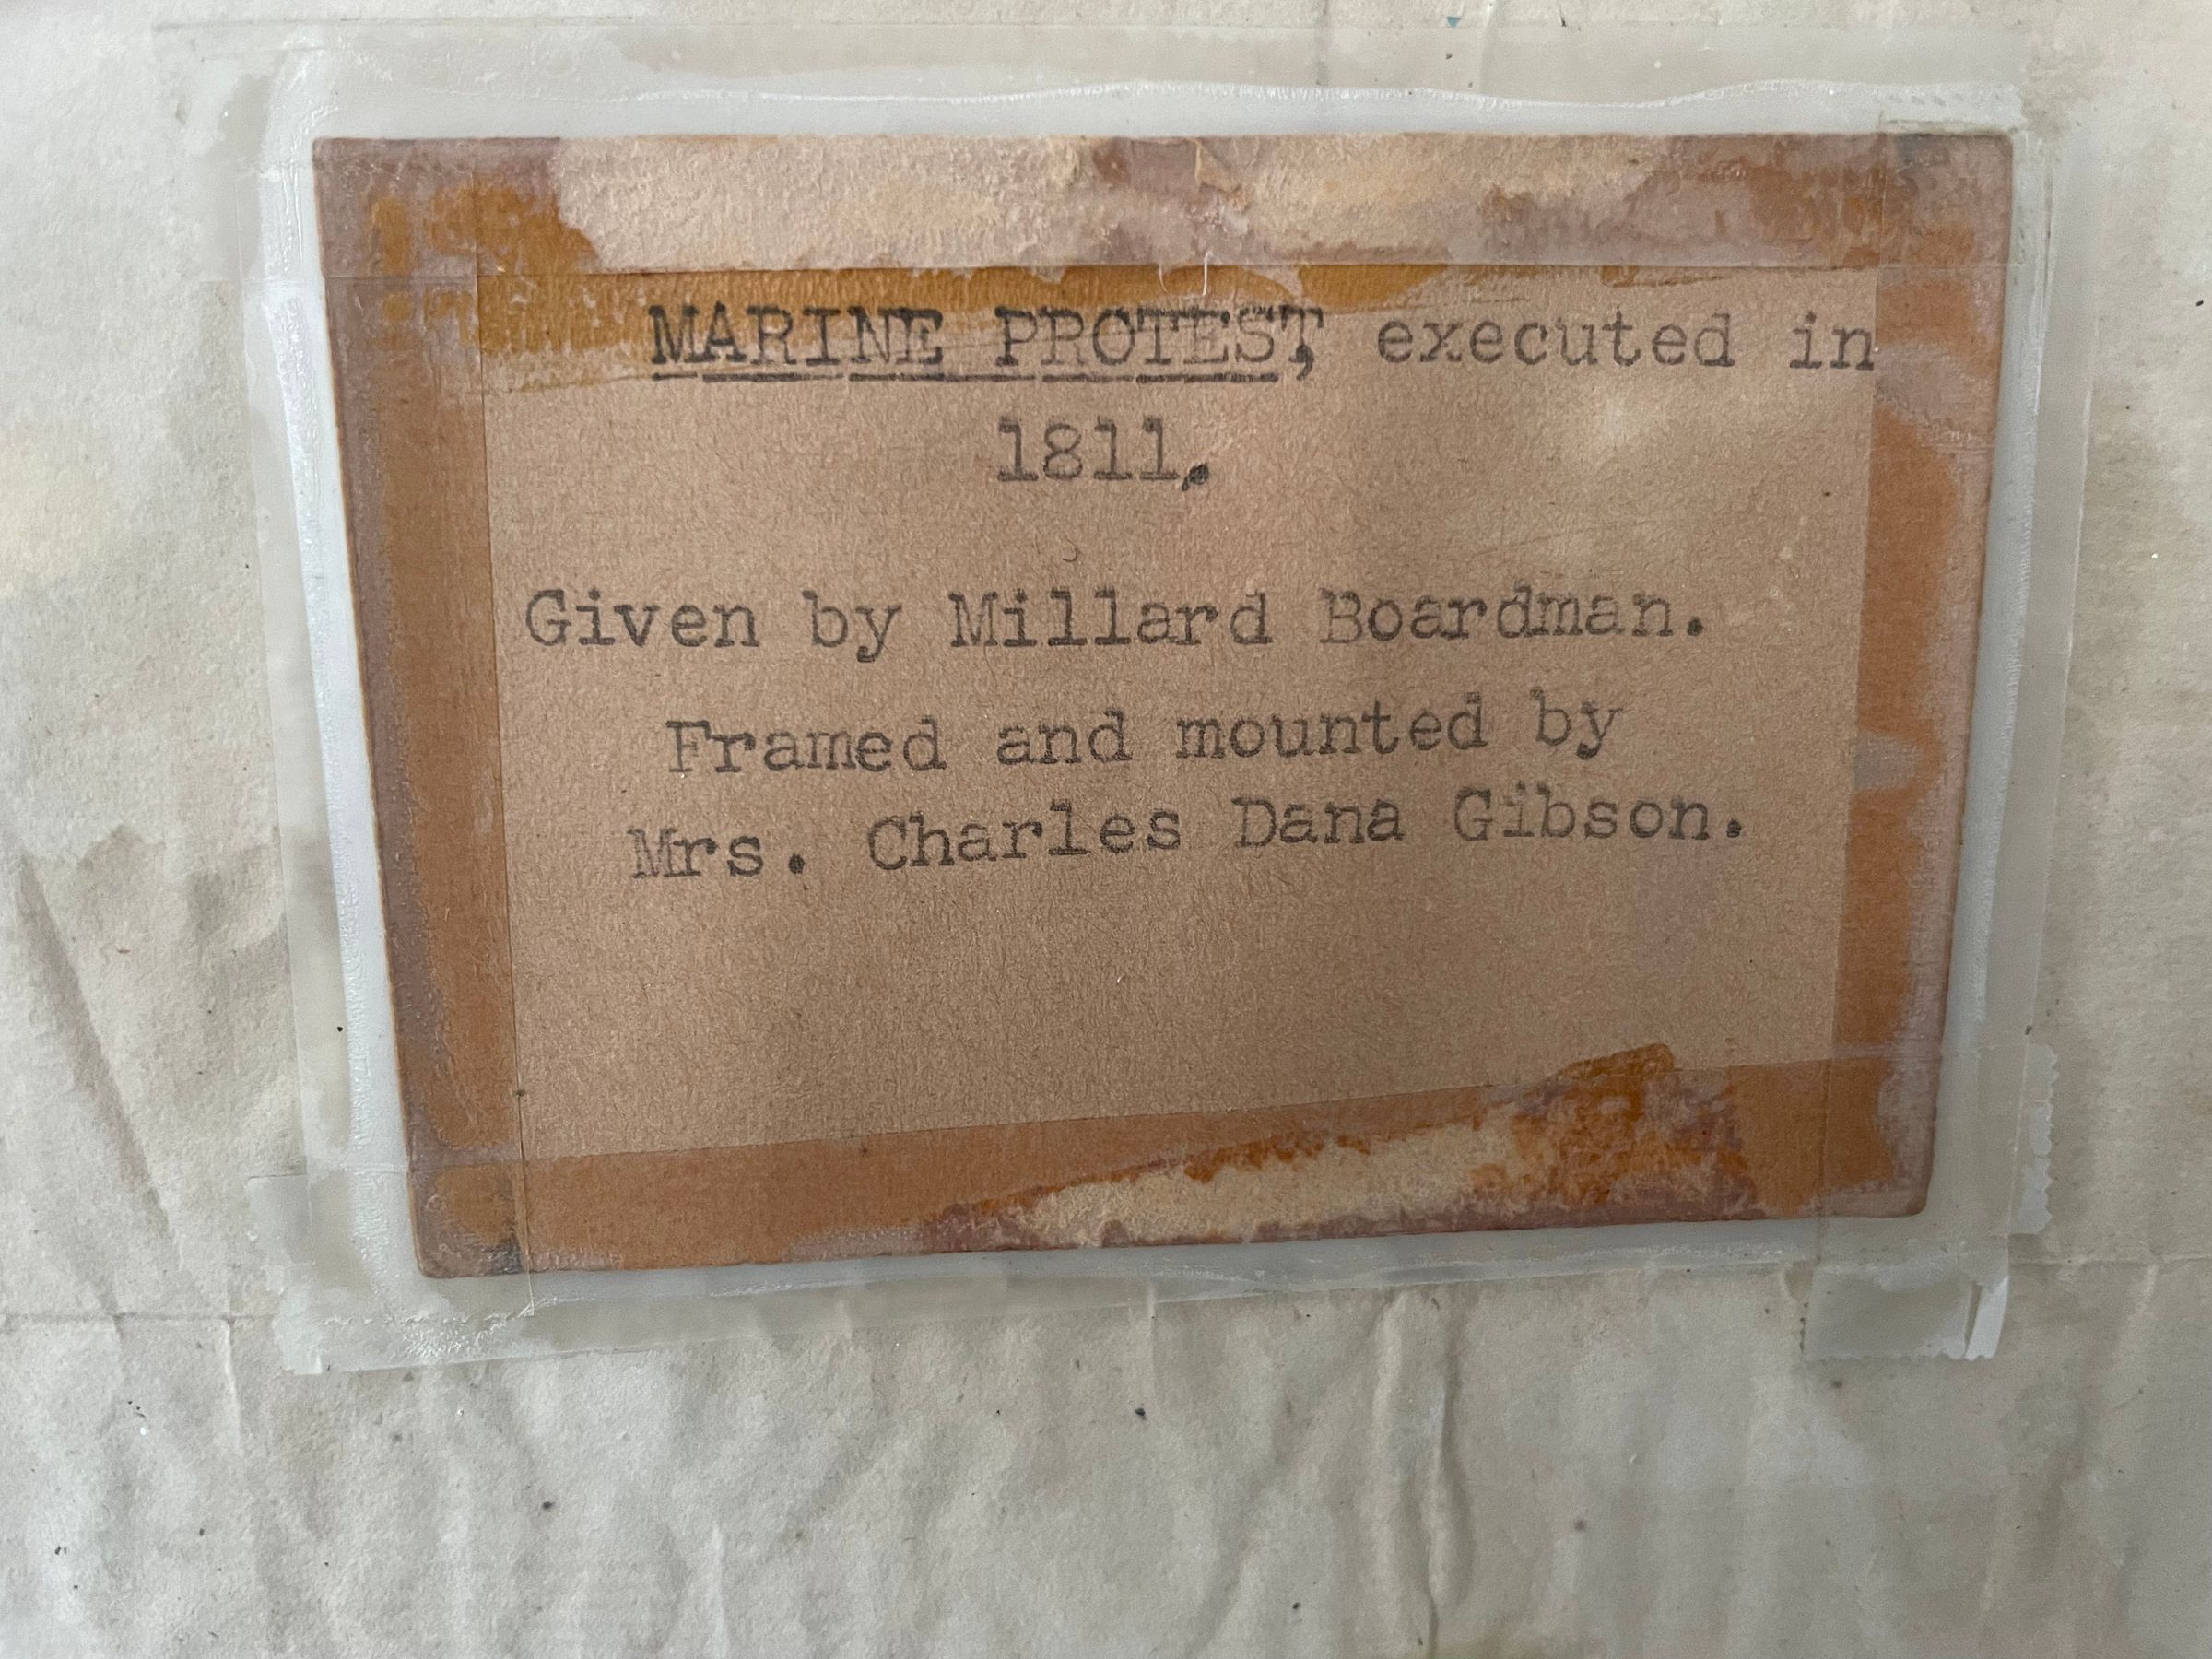 MARINE PROTEST, executed in
1811.
Given by Millard Boardman.
Framed and mounted by
Mrs. Charles Dana Gibson.